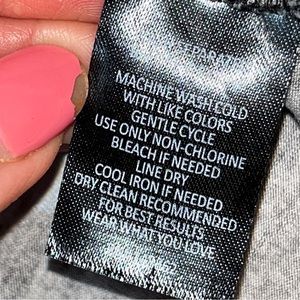 MACHINE WASH COLD
WITH LIKE COLORS
GENTLE CYCLE
USE ONLY NON-CHLORINE
BLEACH IF NEEDED
LINE DRY
COOL IRON IF NEEDED
DRY CLEAN RECOMMENDED
FOR BEST RESULTS
WEAR WHAT YOU LOVE